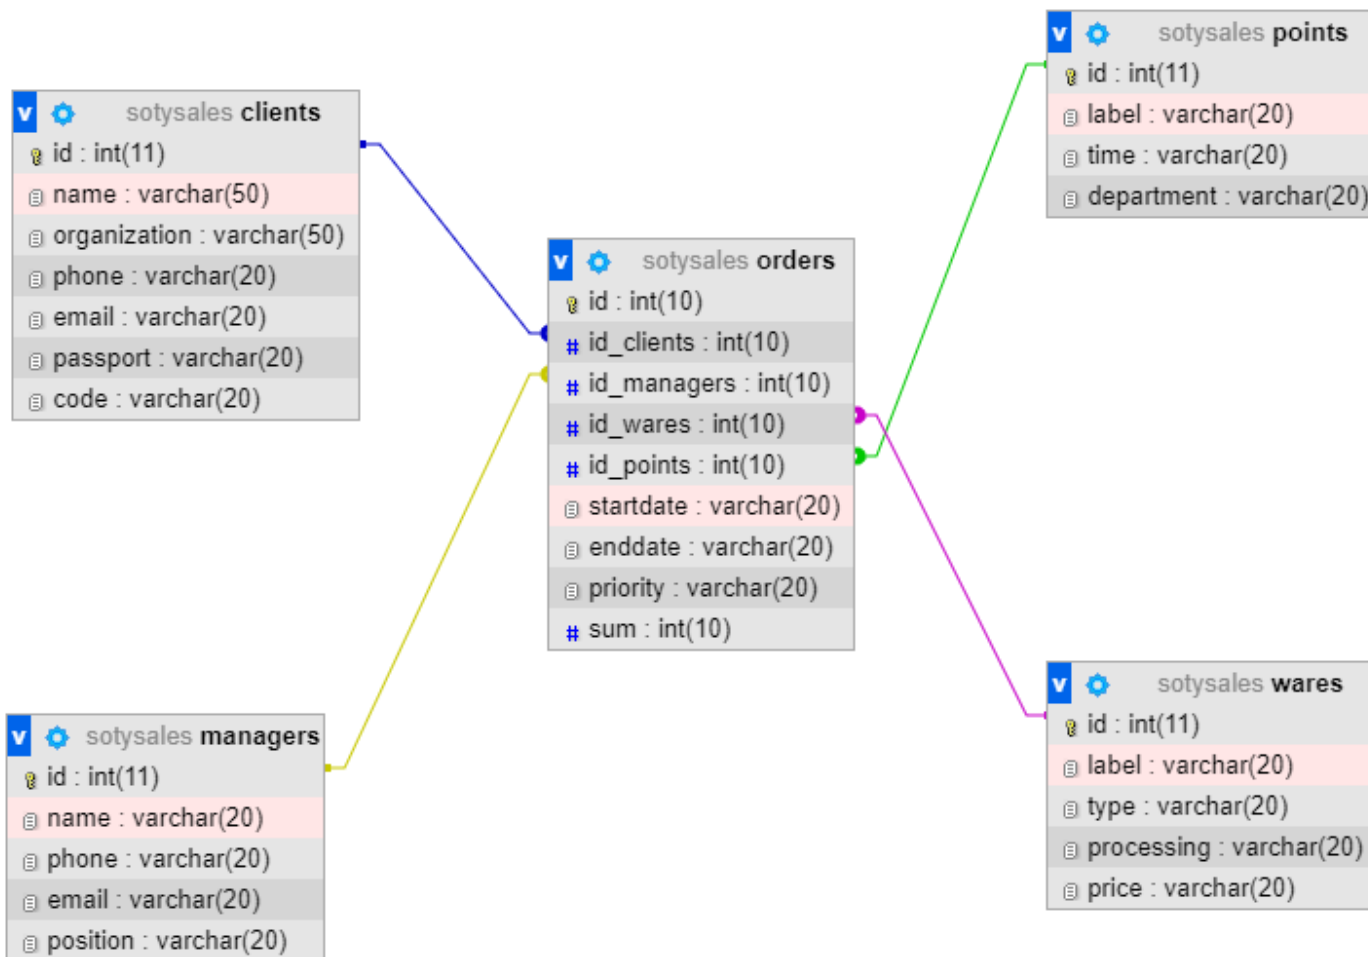 v sotysales clients
id : int(11)
name : varchar(50)
organization : varchar(50)
phone : varchar(20)
email : varchar(20)
passport : varchar(20)
code : varchar(20)
v sotysales managers
id : int(11)
name : varchar(20)
phone : varchar(20)
email : varchar(20)
position : varchar(20)
v sotysales orders
id : int(10)
# id_clients : int(10)
# id_managers : int(10)
# id_wares : int(10)
# id_points : int(10)
startdate : varchar(20)
enddate : varchar(20)
priority : varchar(20)
# sum : int(10)
v sotysales points
id : int(11)
label : varchar(20)
time : varchar(20)
department : varchar(20)
v sotysales wares
id : int(11)
label : varchar(20)
type : varchar(20)
processing : varchar(20)
price : varchar(20)